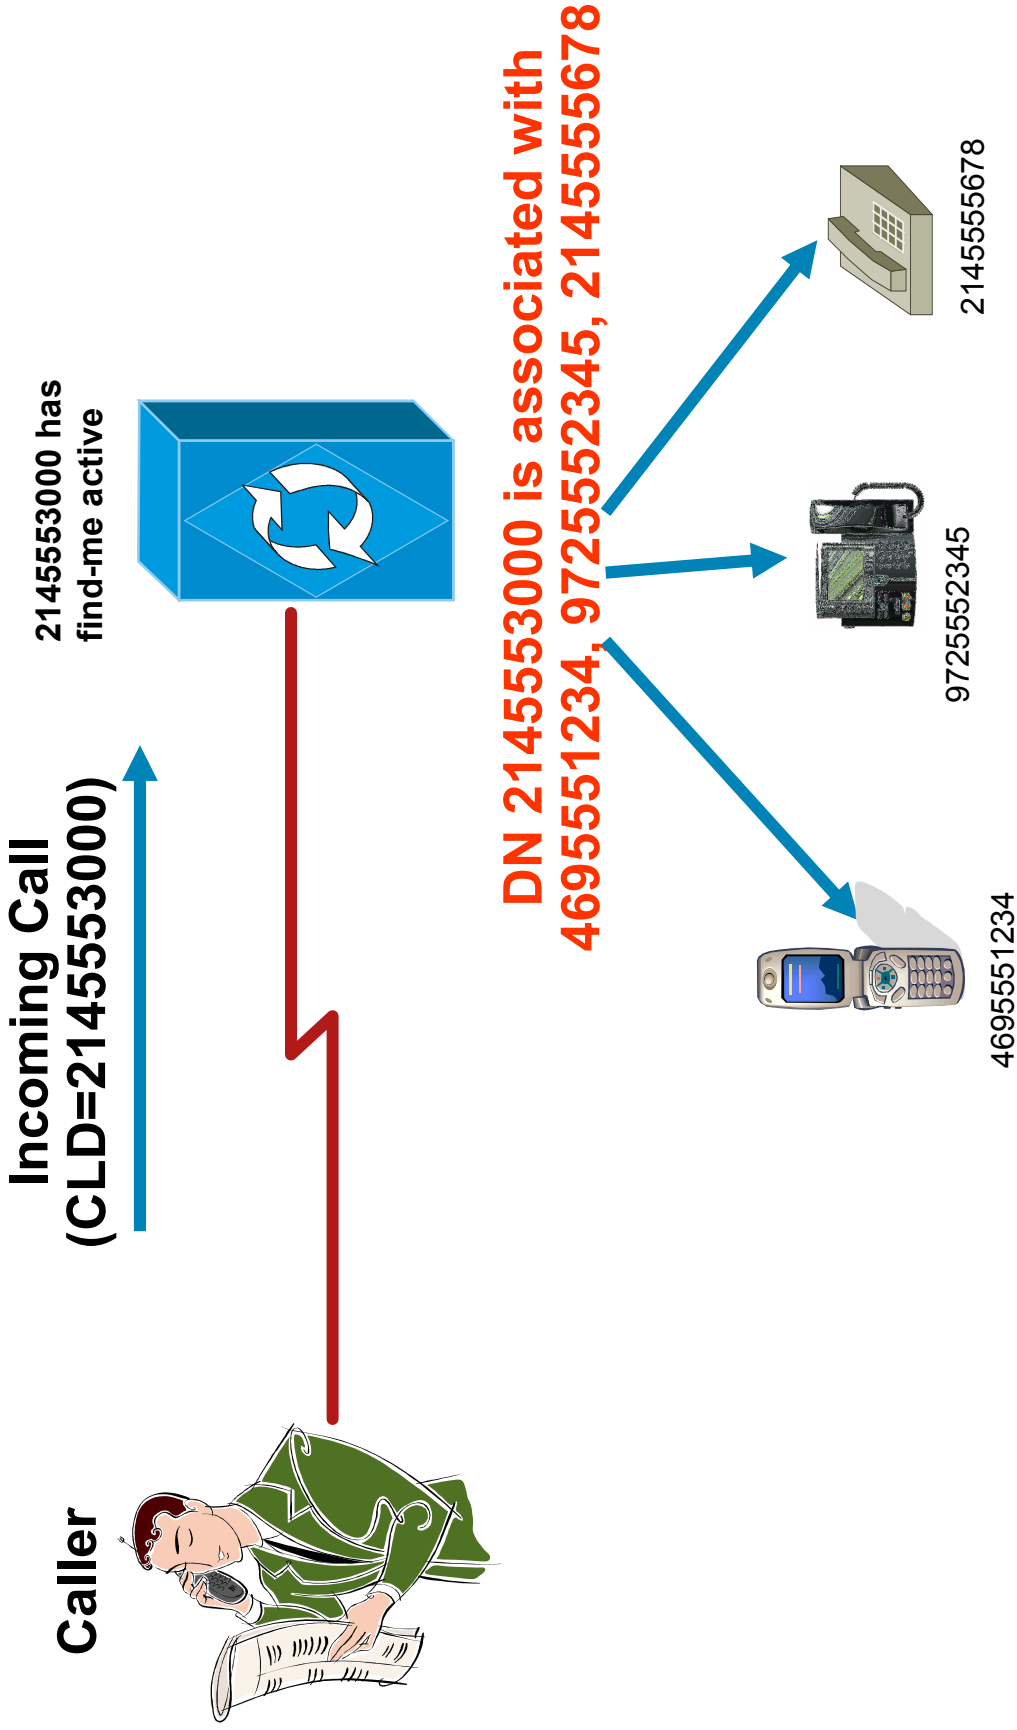 Caller
Incoming Call
(CLD=2145553000)
2145553000 has
find-me active
DN 2145553000 is associated with
4695551234, 9725552345, 2145555678
4695551234
9725552345
2145555678